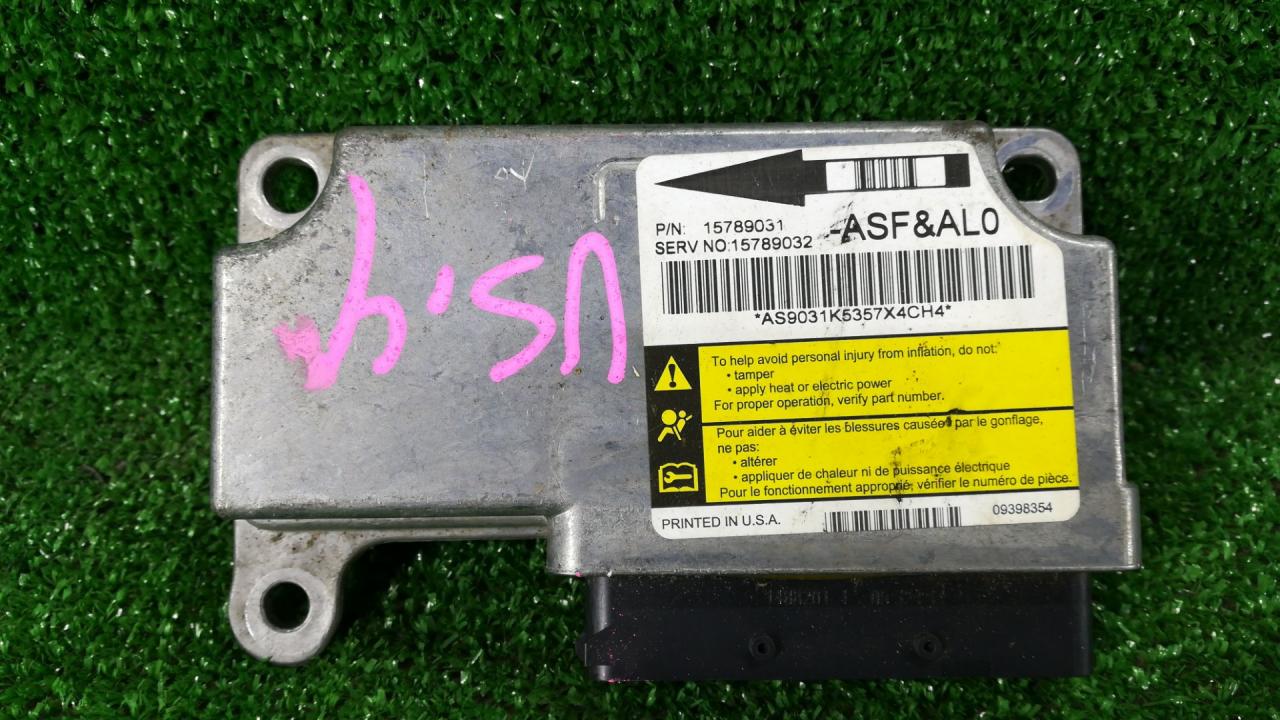 P/N: 15789031
SERV NO:15789032
-ASF&AL0
*AS9031K5357X4CH4*
To help avoid personal injury from inflation, do not:
• tamper
• apply heat or electric power
For proper operation, verify part number.
Pour aider à éviter les blessures causées par le gonflage,
ne pas:
• altérer
• appliquer de chaleur ni de puissance électrique
Pour le fonctionnement approprié, vérifier le numéro de pièce.
PRINTED IN U.S.A.
09398354